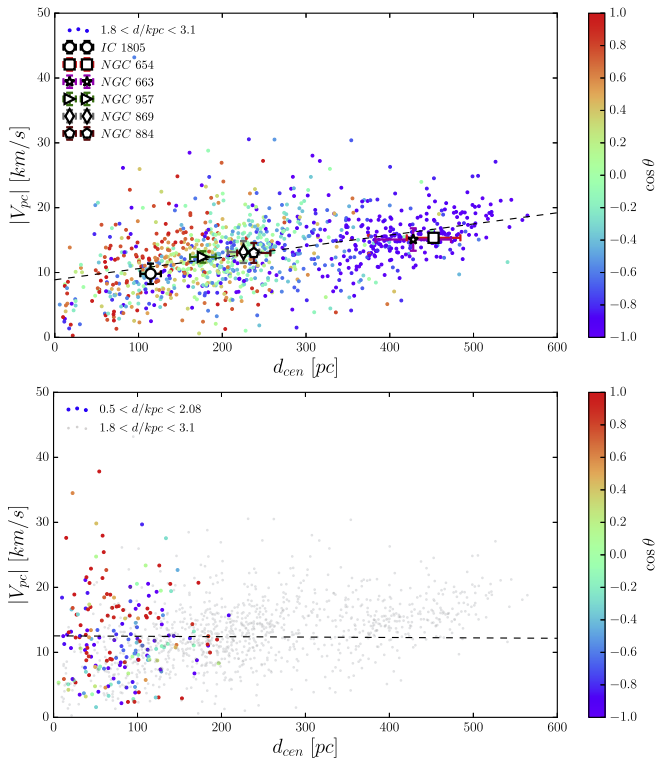 1.8 < d/kpc < 3.1
IC 1805
NGC 654
NGC 663
NGC 957
NGC 869
NGC 884
50
40
30
20
10
0
|V_pc| [km/s]
0 100 200 300 400 500 600
d_cen [pc]
1.0
0.8
0.6
0.4
0.2
0.0
−0.2
−0.4
−0.6
−0.8
−1.0
cos θ
0.5 < d/kpc < 2.08
1.8 < d/kpc < 3.1
50
40
30
20
10
0
|V_pc| [km/s]
0 100 200 300 400 500 600
d_cen [pc]
1.0
0.8
0.6
0.4
0.2
0.0
−0.2
−0.4
−0.6
−0.8
−1.0
cos θ